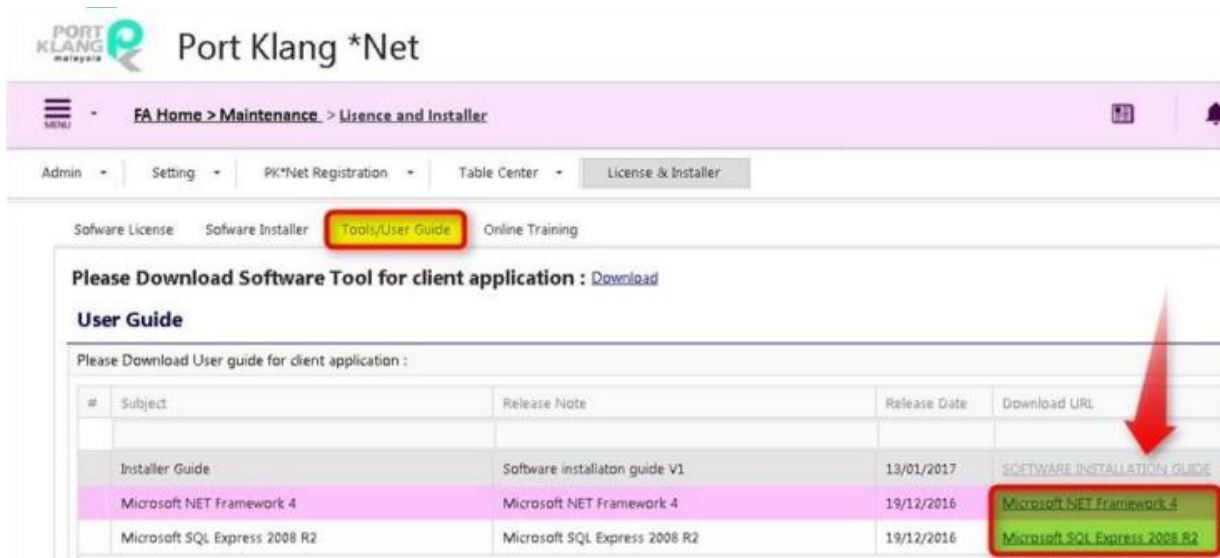 PORT
KLANG
malaysia
Port Klang *Net
MENU
FA Home > Maintenance > Lisence and Installer
Admin Setting PK*Net Registration Table Center License & Installer
Sofware License Sofware Installer Tools/User Guide Online Training
Please Download Software Tool for client application : Download
User Guide
Please Download User guide for client application :
# Subject Release Note Release Date Download URL
Installer Guide Software installaton guide V1 13/01/2017 SOFTWARE INSTALLATION GUIDE
Microsoft NET Framework 4 Microsoft NET Framework 4 19/12/2016 Microsoft NET Framework 4
Microsoft SQL Express 2008 R2 Microsoft SQL Express 2008 R2 19/12/2016 Microsoft SQL Express 2008 R2